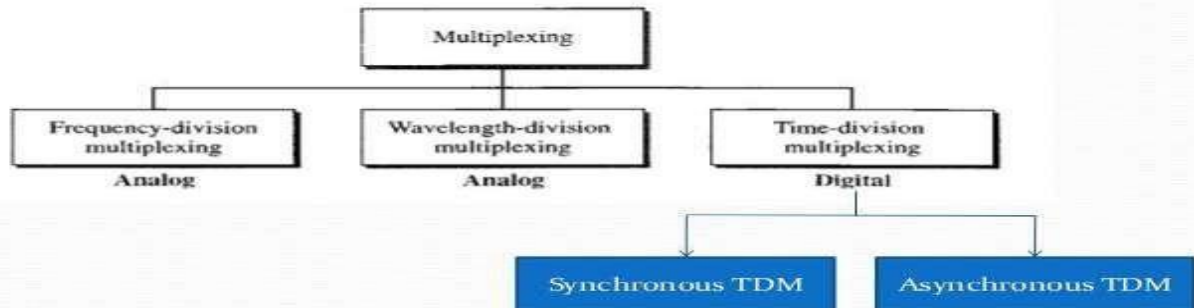 Multiplexing
Frequency-division
multiplexing
Analog
Wavelength-division
multiplexing
Analog
Time-division
multiplexing
Digital
Synchronous TDM
Asynchronous TDM